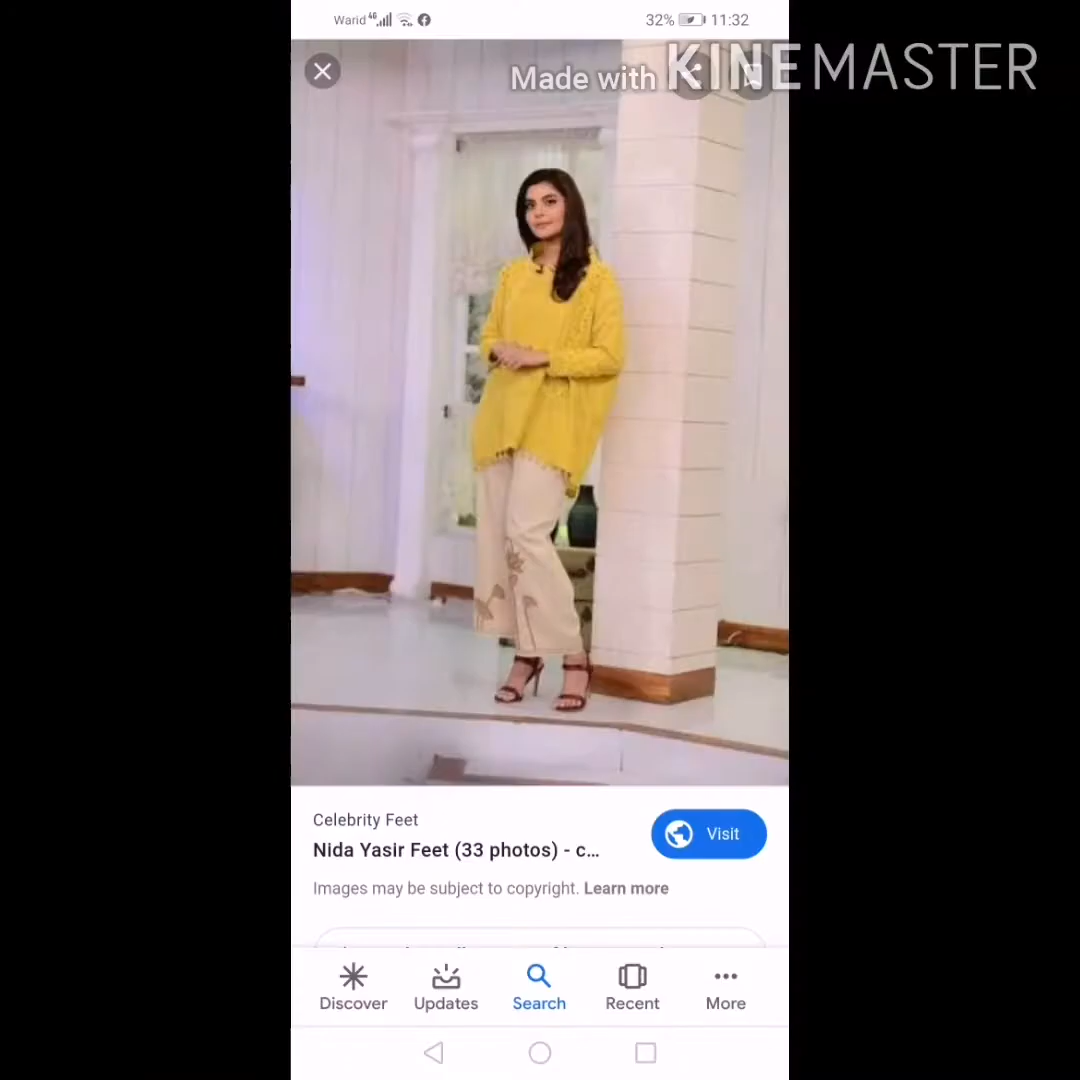 Warid 4G 32% 11:32
Made with KINEMASTER
Celebrity Feet
Nida Yasir Feet (33 photos) - c...
Visit
Images may be subject to copyright. Learn more
Discover Updates Search Recent More